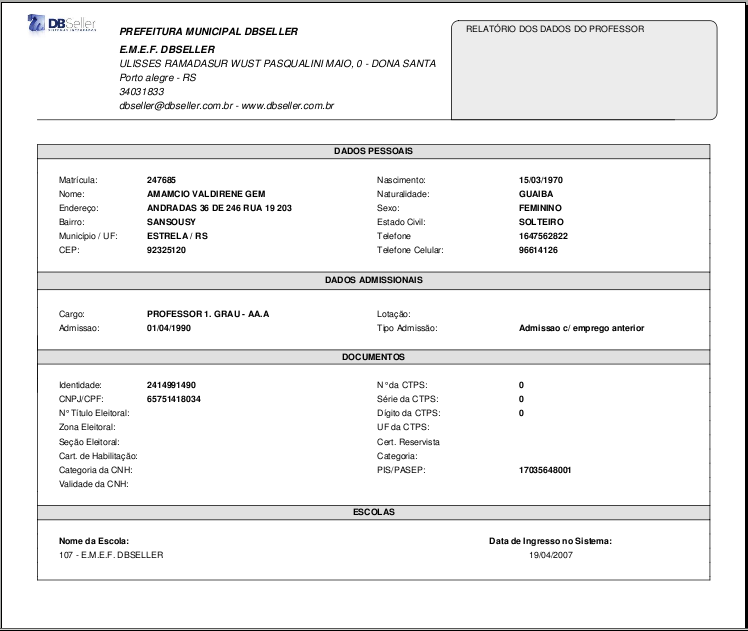 DBSeller
SISTEMAS INTEGRADOS
PREFEITURA MUNICIPAL DBSELLER
E.M.E.F. DBSELLER
ULISSES RAMADASUR WUST PASQUALINI MAIO, 0 - DONA SANTA
Porto alegre - RS
34031833
dbseller@dbseller.com.br - www.dbseller.com.br
RELATÓRIO DOS DADOS DO PROFESSOR
DADOS PESSOAIS
Matrícula: 247685 Nascimento: 15/03/1970
Nome: AMAMCIO VALDIRENE GEM Naturalidade: GUAIBA
Endereço: ANDRADAS 36 DE 246 RUA 19 203 Sexo: FEMININO
Bairro: SANSOUSY Estado Civil: SOLTEIRO
Município / UF: ESTRELA / RS Telefone 1647562822
CEP: 92325120 Telefone Celular: 96614126
DADOS ADMISSIONAIS
Cargo: PROFESSOR 1. GRAU - AA.A Lotação:
Admissao: 01/04/1990 Tipo Admissão: Admissao c/ emprego anterior
DOCUMENTOS
Identidade: 2414991490 N° da CTPS: 0
CNPJ/CPF: 65751418034 Série da CTPS: 0
N° Título Eleitoral: Dígito da CTPS: 0
Zona Eleitoral: UF da CTPS:
Seção Eleitoral: Cert. Reservista
Cart. de Habilitação: Categoria:
Categoria da CNH: PIS/PASEP: 17035648001
Validade da CNH:
ESCOLAS
Nome da Escola: Data de Ingresso no Sistema:
107 - E.M.E.F. DBSELLER 19/04/2007